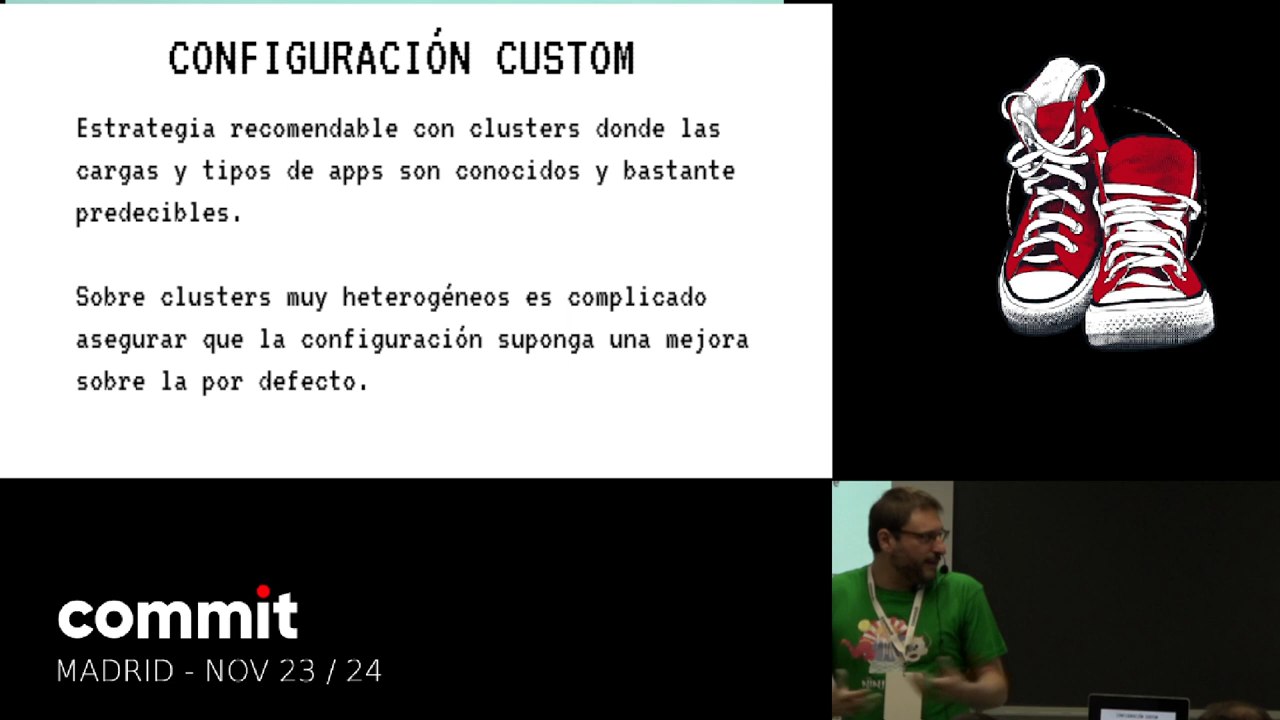 CONFIGURACIÓN CUSTOM
Estrategia recomendable con clusters donde las
cargas y tipos de apps son conocidos y bastante
predecibles.
Sobre clusters muy heterogéneos es complicado
asegurar que la configuración suponga una mejora
sobre la por defecto.
commit
MADRID - NOV 23 / 24